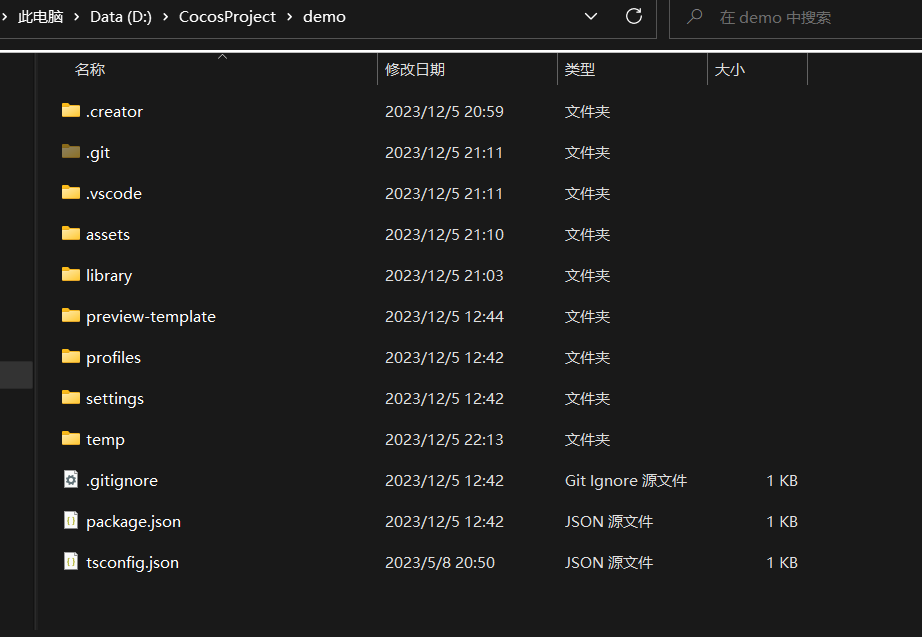 此电脑 > Data (D:) > CocosProject > demo 在 demo 中搜索
名称 修改日期 类型 大小
.creator 2023/12/5 20:59 文件夹
.git 2023/12/5 21:11 文件夹
.vscode 2023/12/5 21:11 文件夹
assets 2023/12/5 21:10 文件夹
library 2023/12/5 21:03 文件夹
preview-template 2023/12/5 12:44 文件夹
profiles 2023/12/5 12:42 文件夹
settings 2023/12/5 12:42 文件夹
temp 2023/12/5 22:13 文件夹
.gitignore 2023/12/5 12:42 Git Ignore 源文件 1 KB
package.json 2023/12/5 12:42 JSON 源文件 1 KB
tsconfig.json 2023/5/8 20:50 JSON 源文件 1 KB